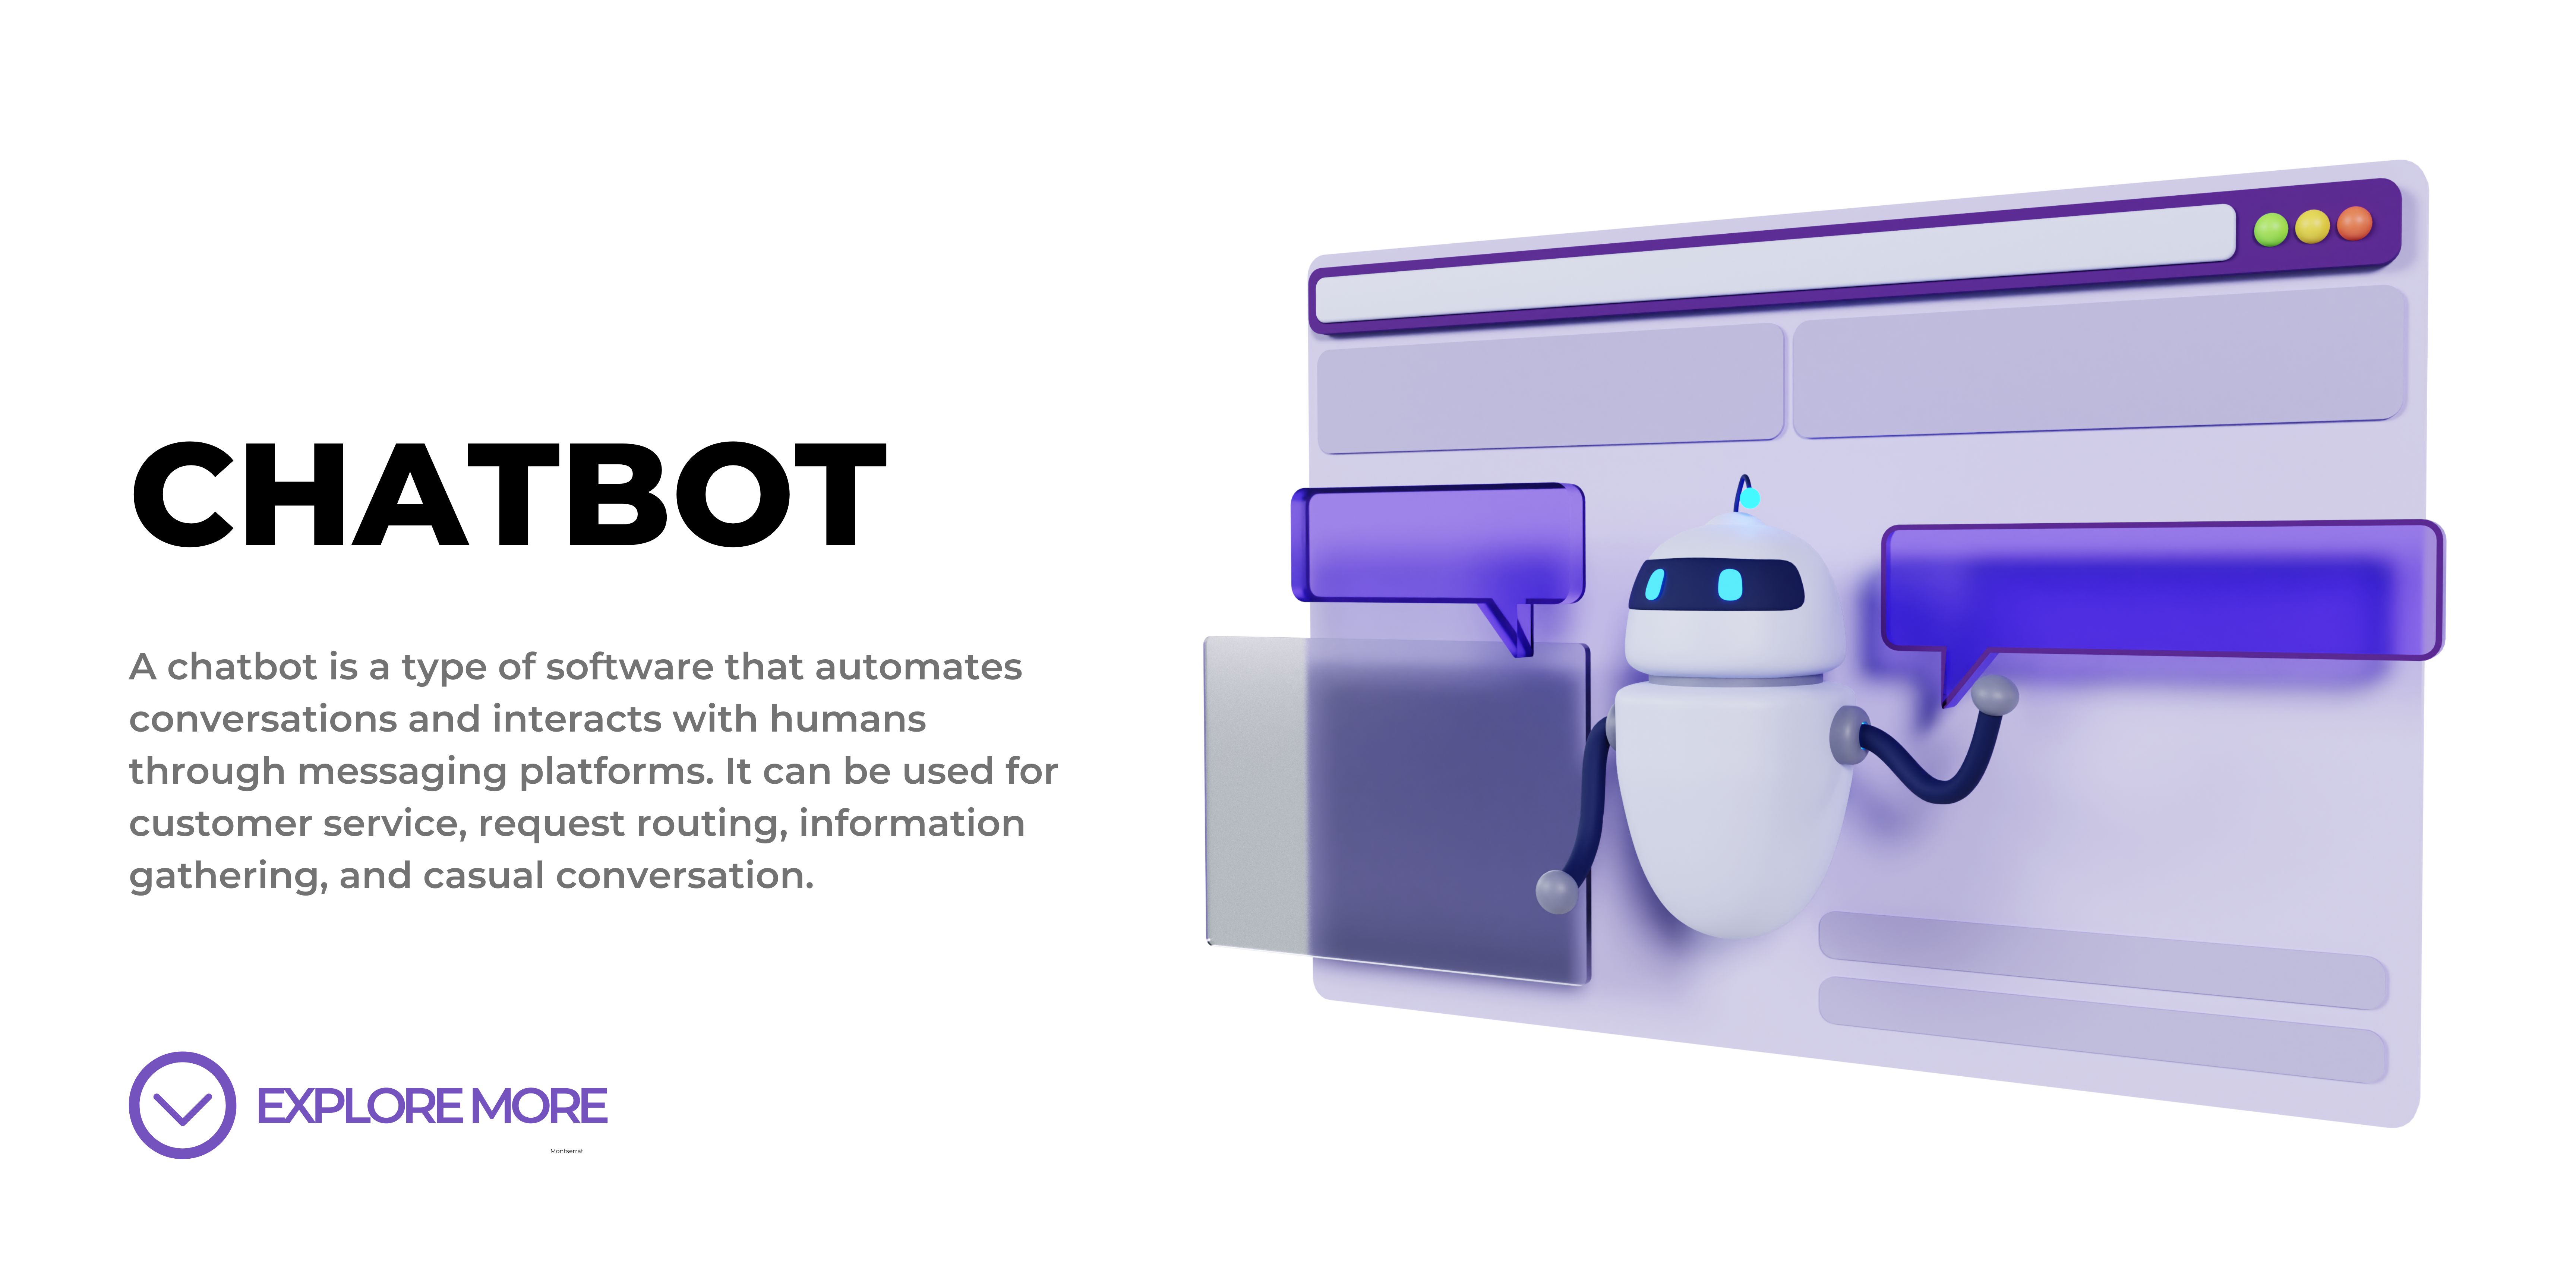 CHATBOT
A chatbot is a type of software that automates
conversations and interacts with humans
through messaging platforms. It can be used for
customer service, request routing, information
gathering, and casual conversation.
EXPLORE MORE
Montserrat